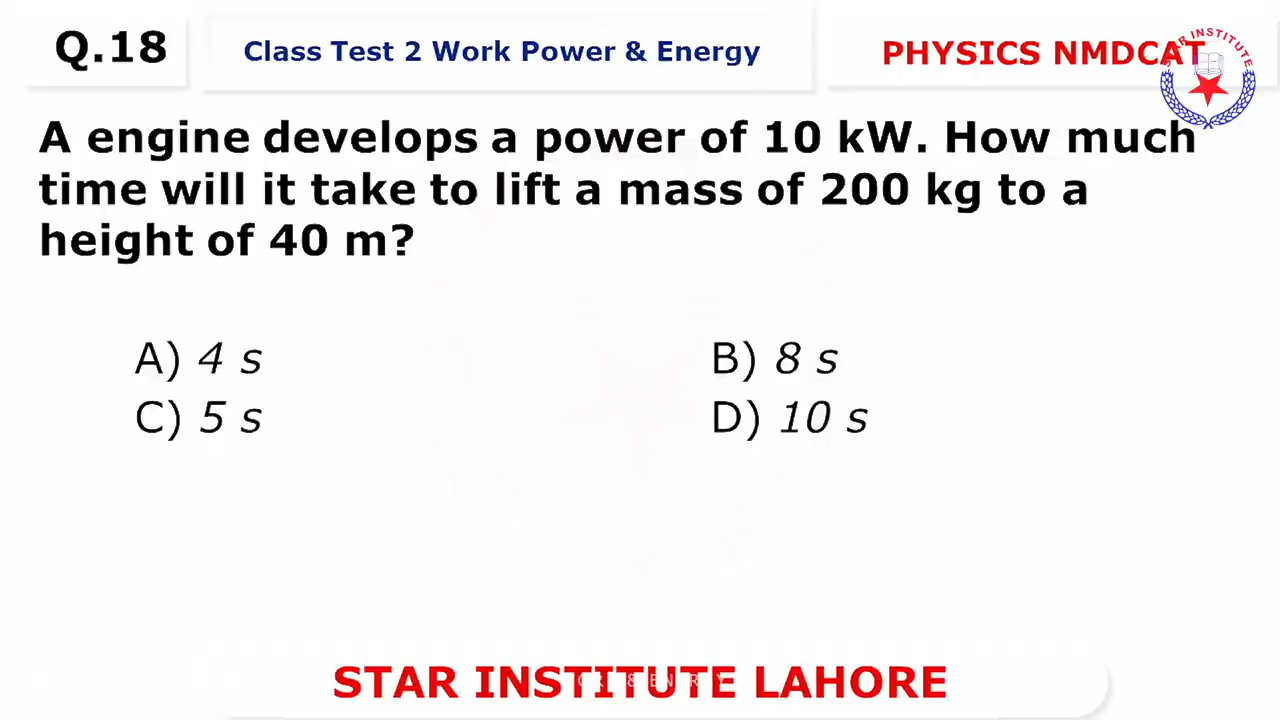 Q.18
Class Test 2 Work Power & Energy
PHYSICS NMDCAT
STAR INSTITUTE
A engine develops a power of 10 kW. How much
time will it take to lift a mass of 200 kg to a
height of 40 m?
A) 4 s
B) 8 s
C) 5 s
D) 10 s
STAR INSTITUTE LAHORE